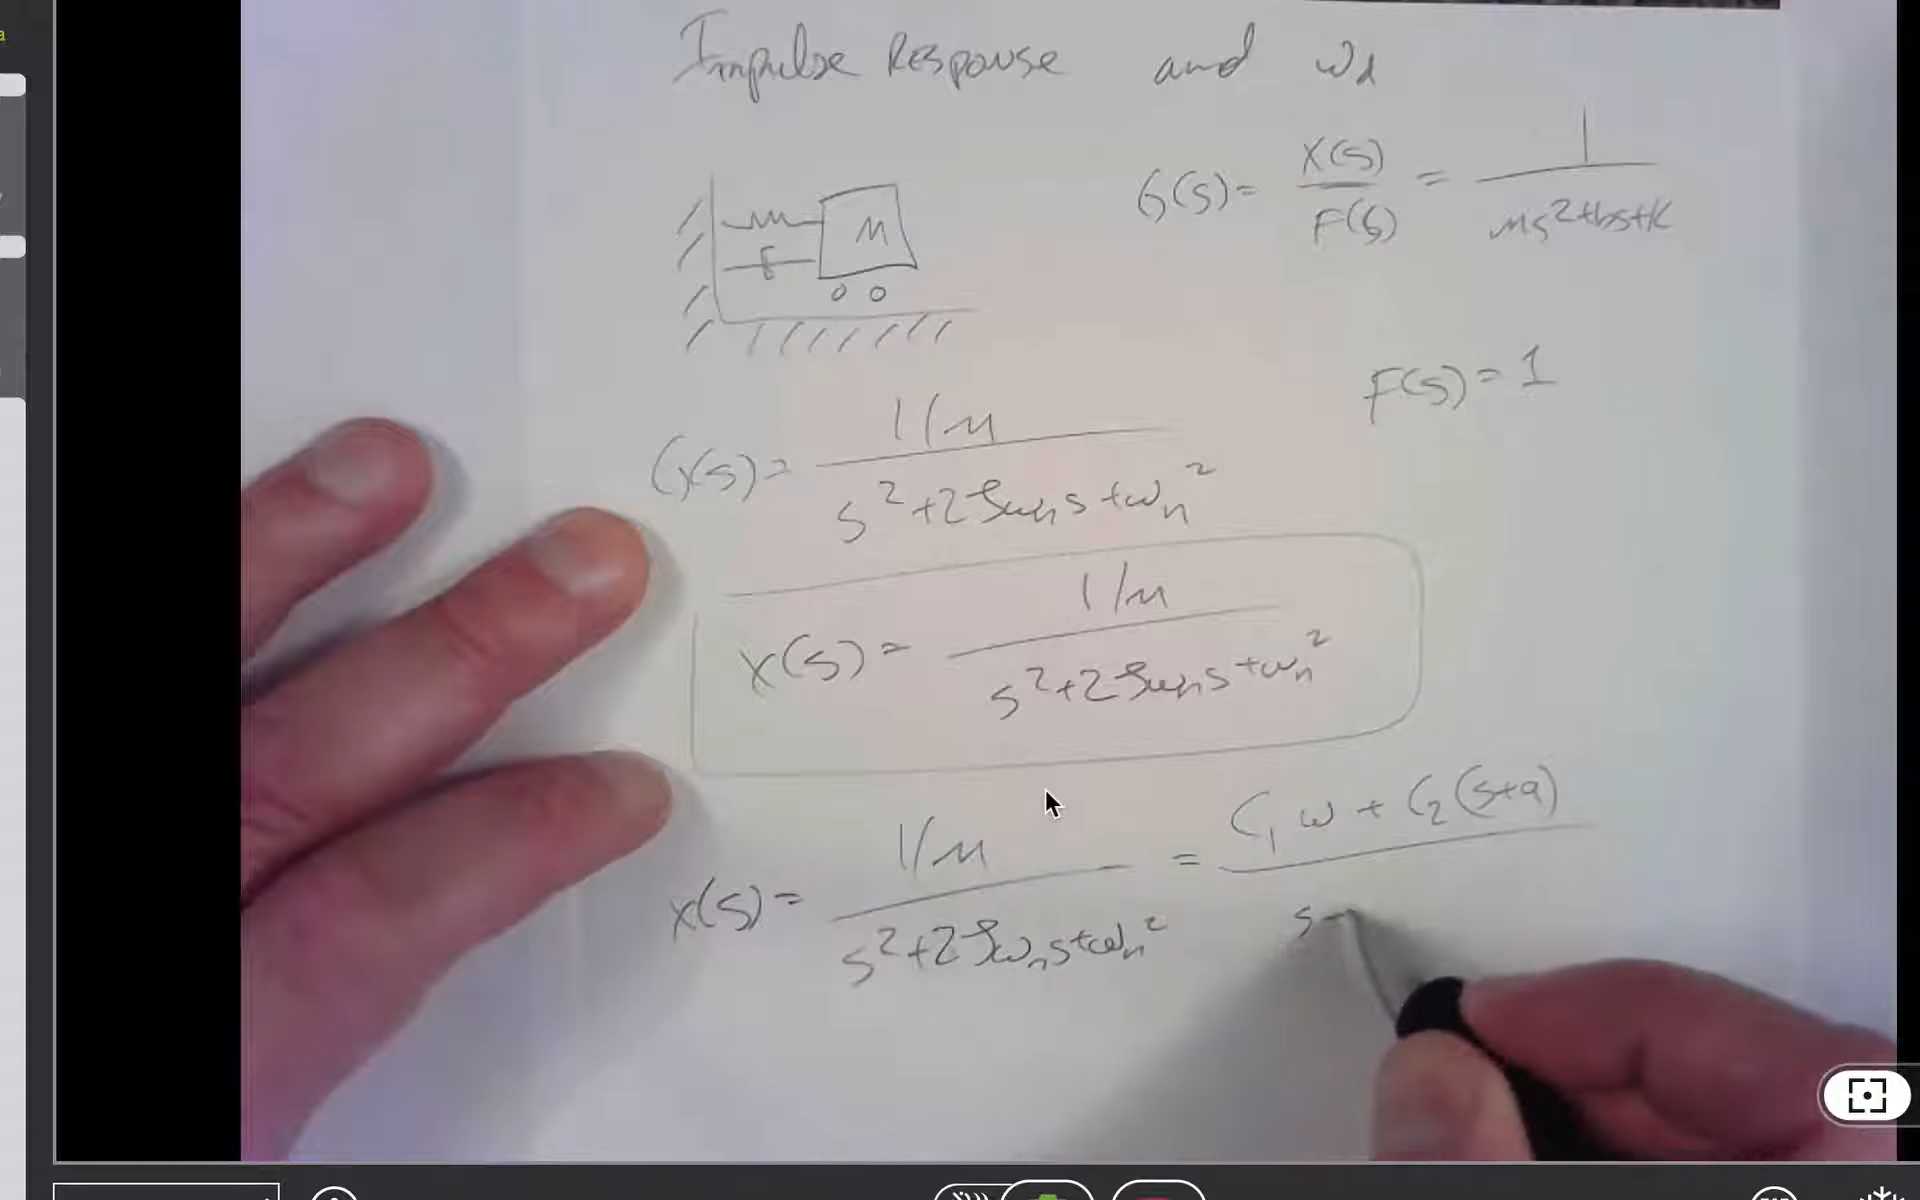 Impulse Response and ωd
G(s) = X(s)/F(s) = 1/(ms²+bs+k)
M
F(s) = 1
G(s) = (1/M)/(s²+2ζωₙs+ωₙ²)
X(s) = (1/M)/(s²+2ζωₙs+ωₙ²)
X(s) = (1/M)/(s²+2ζωₙs+ωₙ²) = (C₁ω + C₂(s+a))/s